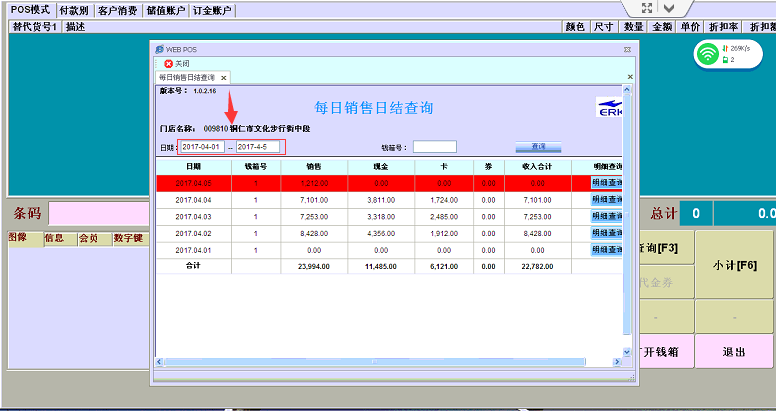 POS模式 付款别 客户消费 储值账户 订金账户
替代货号1 描述 颜色 尺寸 数量 金额 单价 折扣率 折扣额
269K/s
2
WEB POS
关闭
每日销售日结查询
版本号： 1.0.2.16
每日销售日结查询
ERK
门店名称： 009810 铜仁市文化步行街中段
日期: 2017-04-01 -- 2017-4-5 钱箱号： 查询
日期 钱箱号 销售 现金 卡 券 收入合计 明细查询
2017.04.05 1 1,212.00 0.00 0.00 0.00 0.00 明细查询
2017.04.04 1 7,101.00 3,811.00 1,724.00 0.00 7,101.00 明细查询
2017.04.03 1 7,253.00 3,318.00 2,485.00 0.00 7,253.00 明细查询
2017.04.02 1 8,428.00 4,356.00 1,912.00 0.00 8,428.00 明细查询
2017.04.01 1 0.00 0.00 0.00 0.00 0.00 明细查询
合计 23,994.00 11,485.00 6,121.00 0.00 22,782.00
条码 总计 0 0.0
图像 信息 会员 数字键
查询[F3] 小计[F6]
代金券
- -
打开钱箱 退出